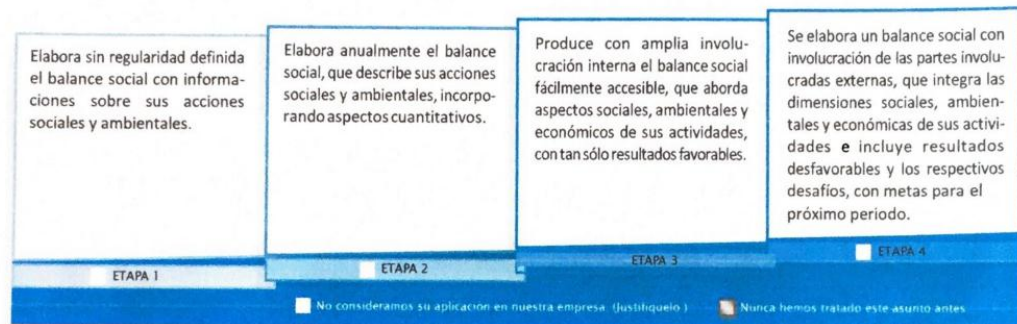 Elabora sin regularidad definida
el balance social con informa-
ciones sobre sus acciones
sociales y ambientales.
ETAPA 1
Elabora anualmente el balance
social, que describe sus acciones
sociales y ambientales, incorpo-
rando aspectos cuantitativos.
ETAPA 2
Produce con amplia involu-
cración interna el balance social
fácilmente accesible, que aborda
aspectos sociales, ambientales y
económicos de sus actividades,
con tan sólo resultados favorables.
ETAPA 3
Se elabora un balance social con
involucración de las partes involu-
cradas externas, que integra las
dimensiones sociales, ambien-
tales y económicas de sus activi-
dades e incluye resultados
desfavorables y los respectivos
desafíos, con metas para el
próximo periodo.
ETAPA 4
No consideramos su aplicación en nuestra empresa (Justifiquelo )
Nunca hemos tratado este asunto antes